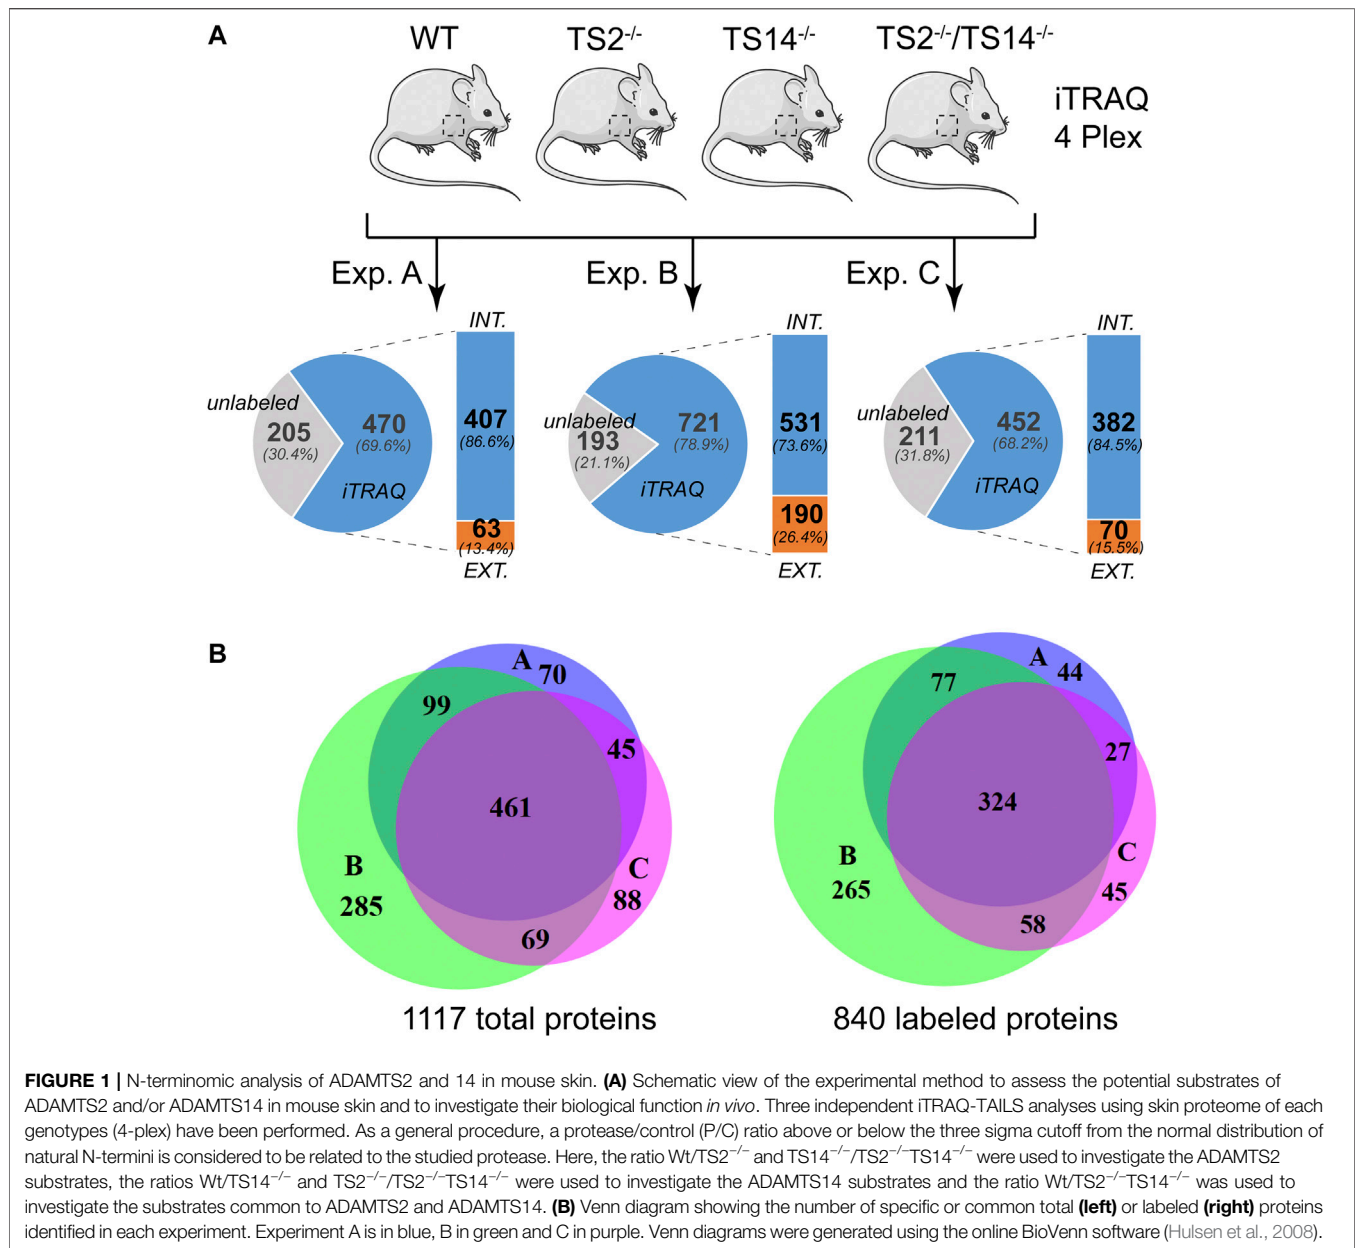 A
WT
TS2-/-
TS14-/-
TS2-/-/TS14-/-
iTRAQ
4 Plex
Exp. A
Exp. B
Exp. C
INT.
unlabeled
205
(30.4%)
470
(69.6%)
iTRAQ
407
(86.6%)
63
(13.4%)
EXT.
INT.
unlabeled
193
(21.1%)
721
(78.9%)
iTRAQ
531
(73.6%)
190
(26.4%)
EXT.
INT.
unlabeled
211
(31.8%)
452
(68.2%)
iTRAQ
382
(84.5%)
70
(15.5%)
EXT.
B
A 70
99
45
461
B
285
C
88
69
1117 total proteins
A 44
77
27
324
B
265
C
45
58
840 labeled proteins
FIGURE 1 | N-terminomic analysis of ADAMTS2 and 14 in mouse skin. (A) Schematic view of the experimental method to assess the potential substrates of
ADAMTS2 and/or ADAMTS14 in mouse skin and to investigate their biological function in vivo. Three independent iTRAQ-TAILS analyses using skin proteome of each
genotypes (4-plex) have been performed. As a general procedure, a protease/control (P/C) ratio above or below the three sigma cutoff from the normal distribution of
natural N-termini is considered to be related to the studied protease. Here, the ratio Wt/TS2−/− and TS14−/−/TS2−/−TS14−/− were used to investigate the ADAMTS2
substrates, the ratios Wt/TS14−/− and TS2−/−/TS2−/−TS14−/− were used to investigate the ADAMTS14 substrates and the ratio Wt/TS2−/−TS14−/− was used to
investigate the substrates common to ADAMTS2 and ADAMTS14. (B) Venn diagram showing the number of specific or common total (left) or labeled (right) proteins
identified in each experiment. Experiment A is in blue, B in green and C in purple. Venn diagrams were generated using the online BioVenn software (Hulsen et al., 2008).